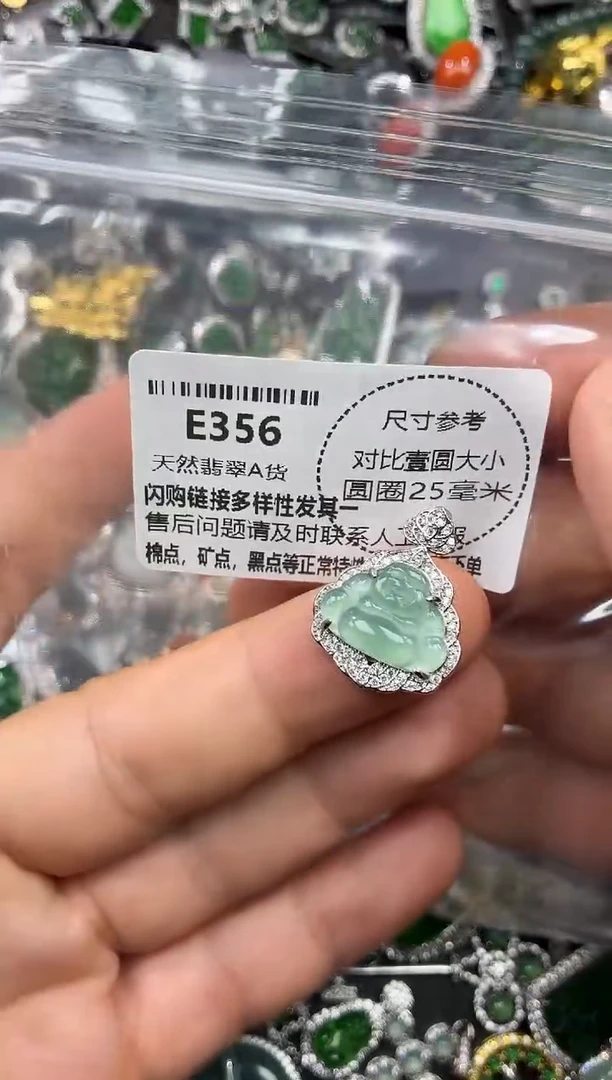 E356
天然翡翠A货
尺寸参考
对比壹圆大小
圆圈25毫米
闪购链接多样性发其一
售后问题请及时联系人
棉点，矿点，黑点等正常特